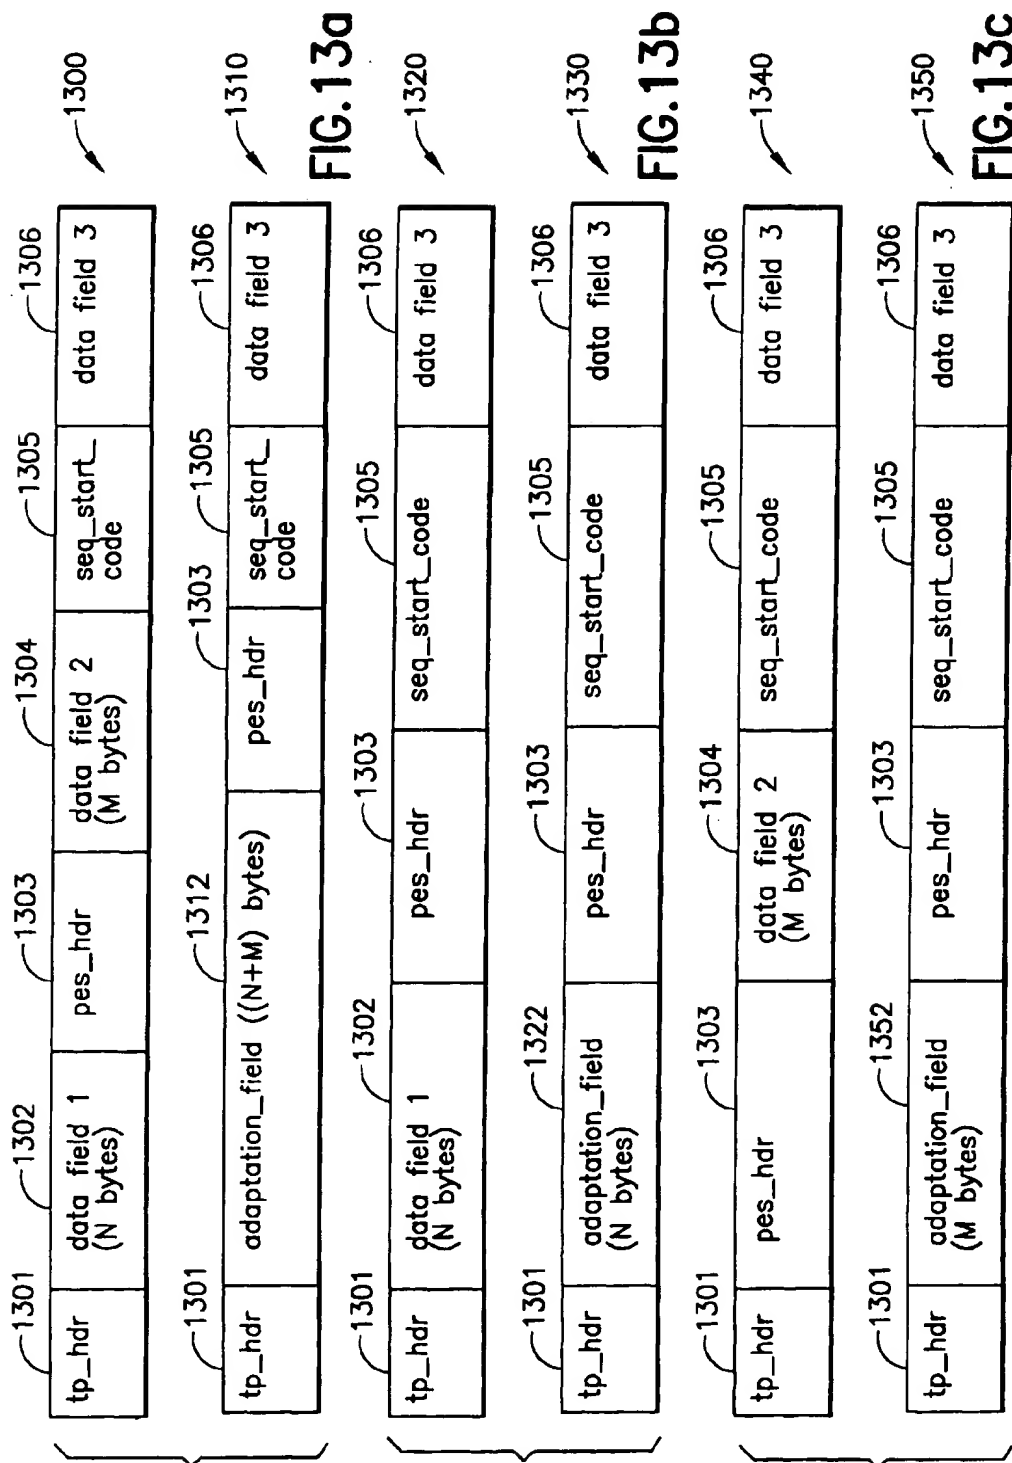 1301
1302
1303
1304
1305
1306
tp_hdr
data field 1
(N bytes)
pes_hdr
data field 2
(M bytes)
seq_start_
code
data field 3
1300
1301
1312
1303
1305
1306
tp_hdr
adaptation_field ((N+M) bytes)
pes_hdr
seq_start_
code
data field 3
1310
FIG.13a
1301
1302
1303
1305
1306
tp_hdr
data field 1
(N bytes)
pes_hdr
seq_start_code
data field 3
1320
1301
1322
1303
1305
1306
tp_hdr
adaptation_field
(N bytes)
pes_hdr
seq_start_code
data field 3
1330
FIG.13b
1301
1303
1304
1305
1306
tp_hdr
pes_hdr
data field 2
(M bytes)
seq_start_code
data field 3
1340
1301
1352
1303
1305
1306
tp_hdr
adaptation_field
(M bytes)
pes_hdr
seq_start_code
data field 3
1350
FIG.13c